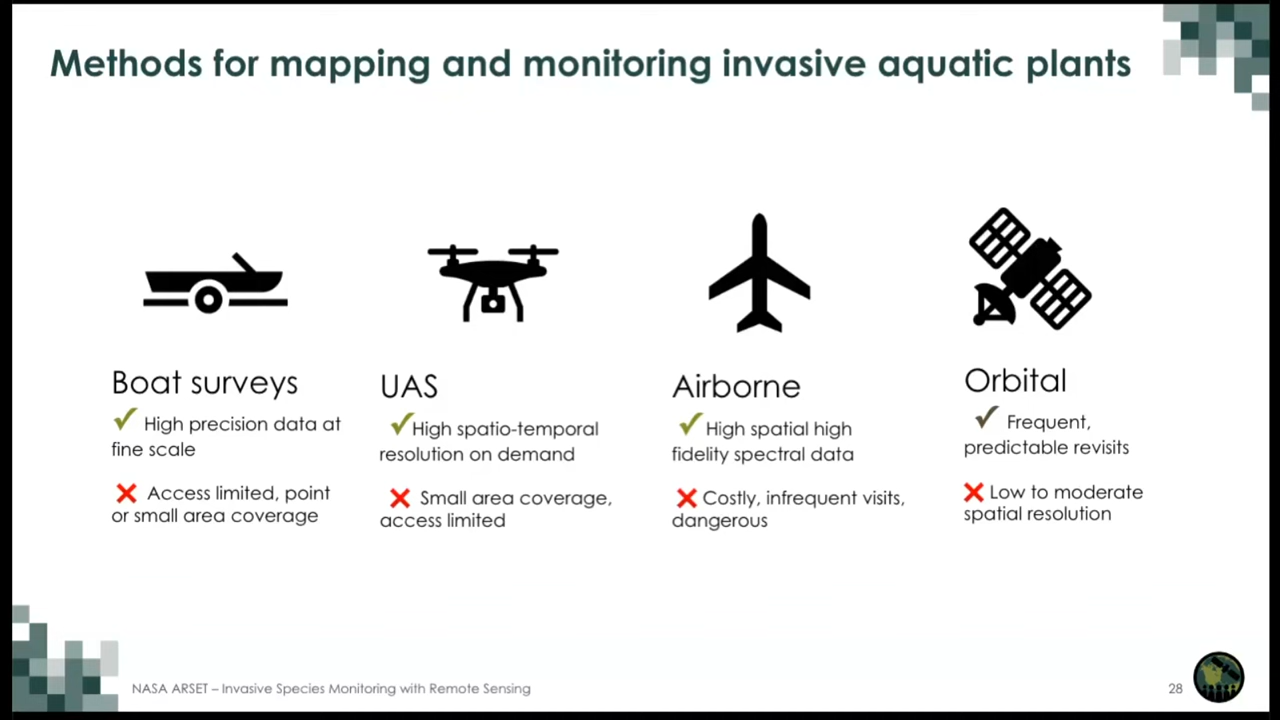 Methods for mapping and monitoring invasive aquatic plants
Boat surveys
High precision data at
fine scale
Access limited, point
or small area coverage
UAS
High spatio-temporal
resolution on demand
Small area coverage,
access limited
Airborne
High spatial high
fidelity spectral data
Costly, infrequent visits,
dangerous
Orbital
Frequent,
predictable revisits
Low to moderate
spatial resolution
NASA ARSET – Invasive Species Monitoring with Remote Sensing
28